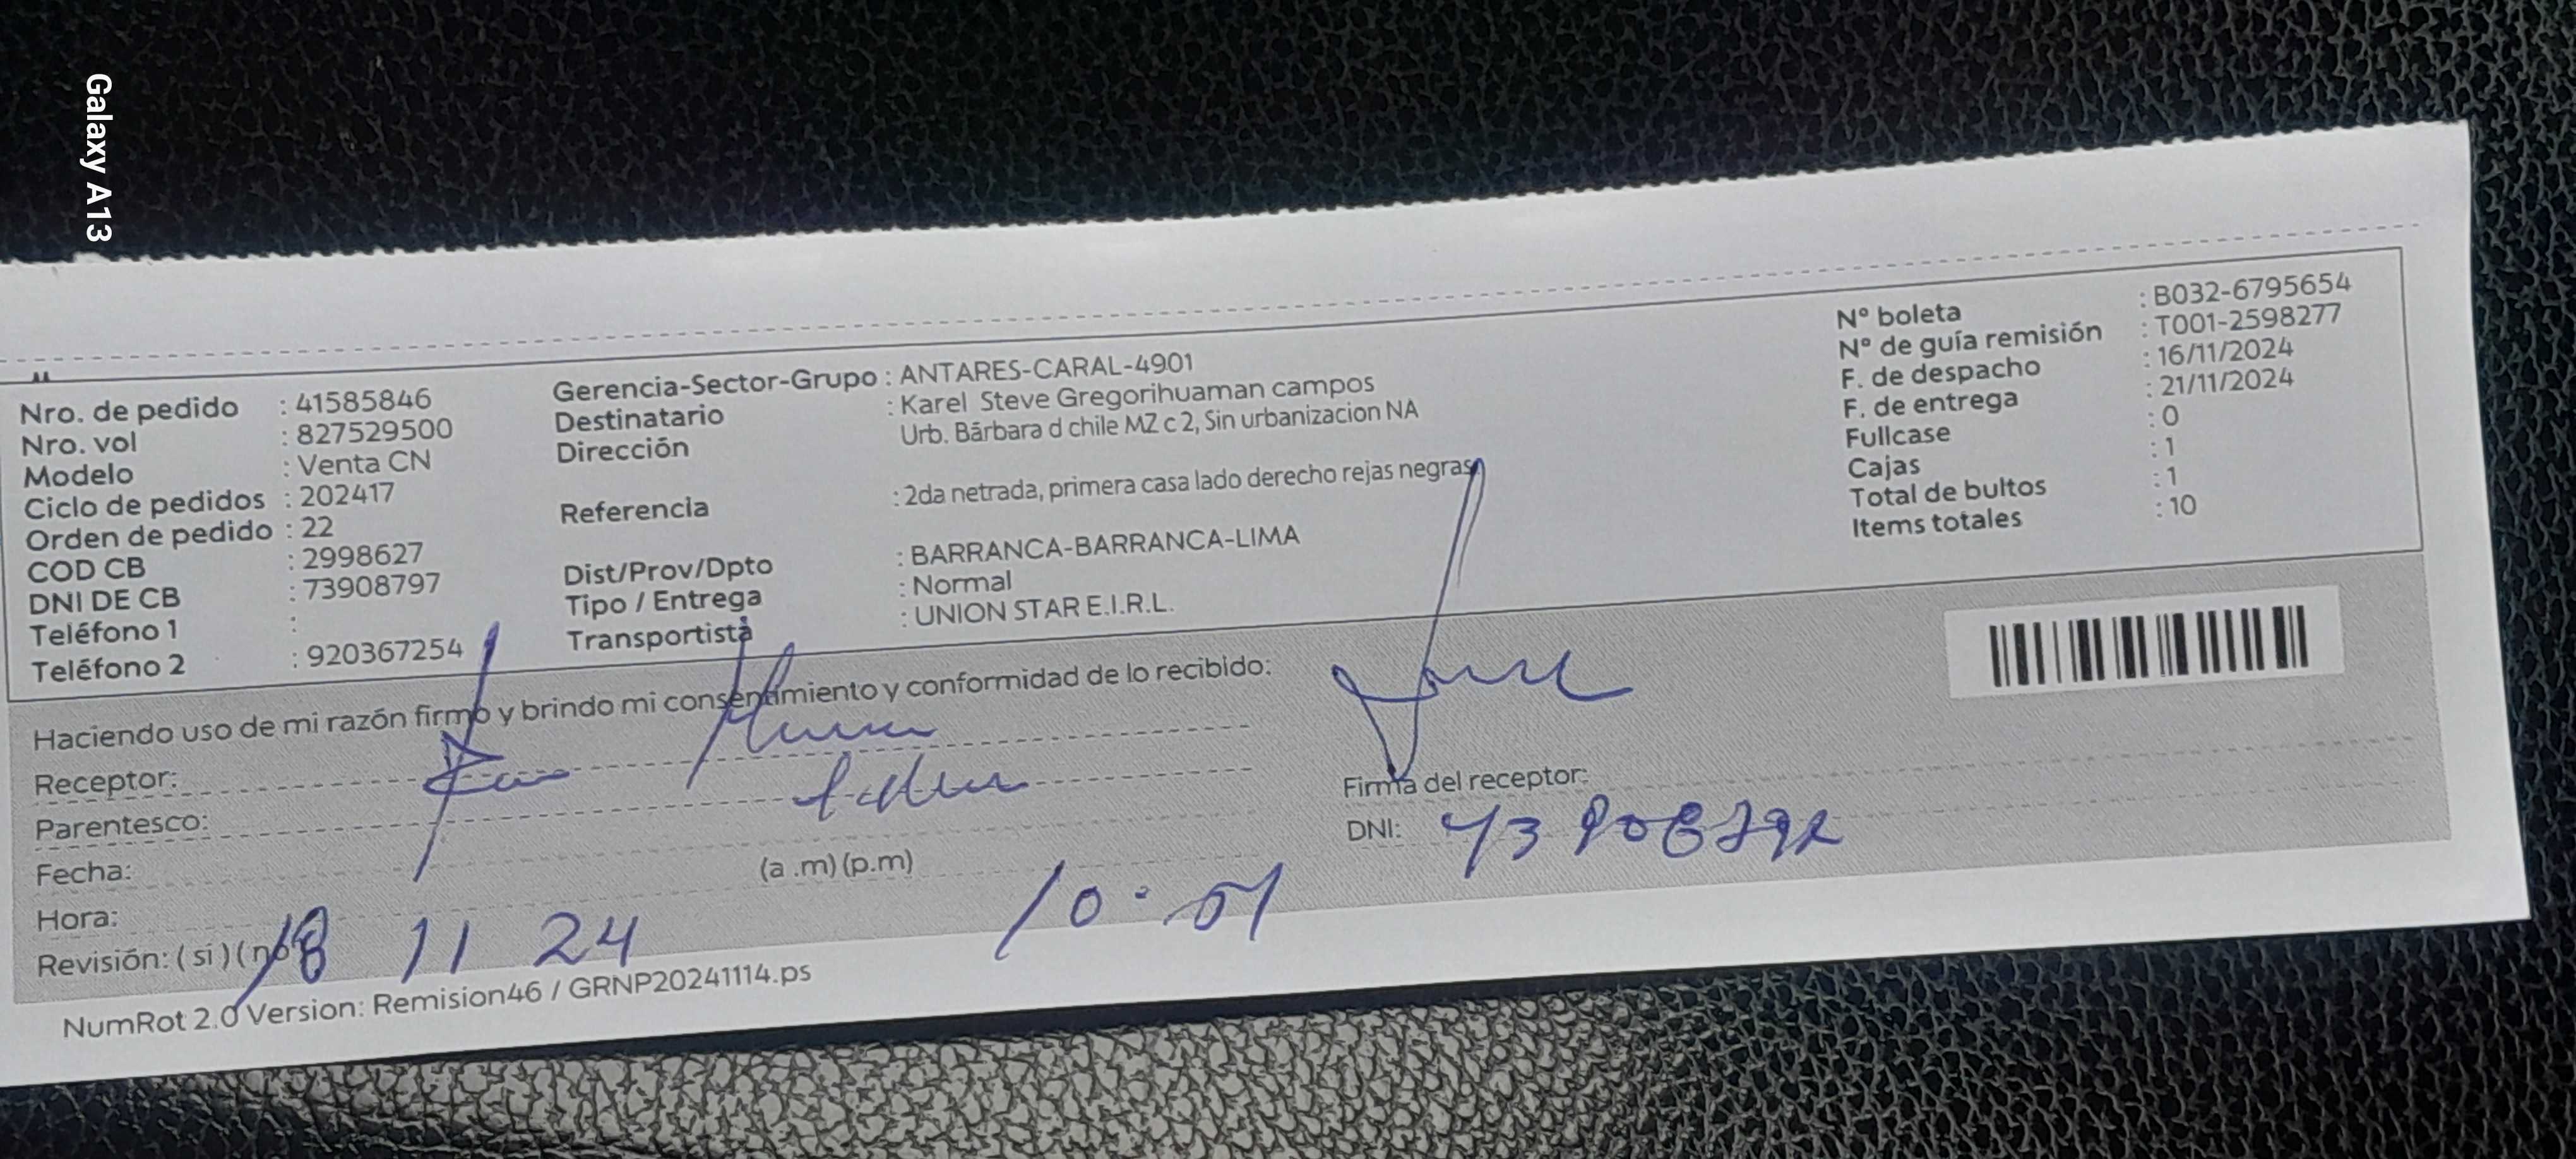 Galaxy A13
Nro. de pedido : 41585846
Nro. vol : 827529500
Modelo : Venta CN
Ciclo de pedidos : 202417
Orden de pedido : 22
COD CB : 2998627
DNI DE CB : 73908797
Teléfono 1 :
Teléfono 2 : 920367254
Gerencia-Sector-Grupo : ANTARES-CARAL-4901
Destinatario : Karel Steve Gregorihuaman campos
Dirección Urb. Bárbara d chile MZ c 2, Sin urbanizacion NA
Referencia : 2da netrada, primera casa lado derecho rejas negras
Dist/Prov/Dpto : BARRANCA-BARRANCA-LIMA
Tipo / Entrega : Normal
Transportista : UNION STAR E.I.R.L.
Nº boleta : B032-6795654
Nº de guía remisión : T001-2598277
F. de despacho : 16/11/2024
F. de entrega : 21/11/2024
Fullcase : 0
Cajas : 1
Total de bultos : 1
Items totales : 10
Haciendo uso de mi razón firmo y brindo mi consentimiento y conformidad de lo recibido:
Receptor:
Parentesco:
Fecha:
Hora: (a .m) (p.m)
Revisión: ( si ) ( no
18 11 24
10:01
Firma del receptor:
DNI:
NumRot 2.0 Version: Remision46 / GRNP20241114.ps